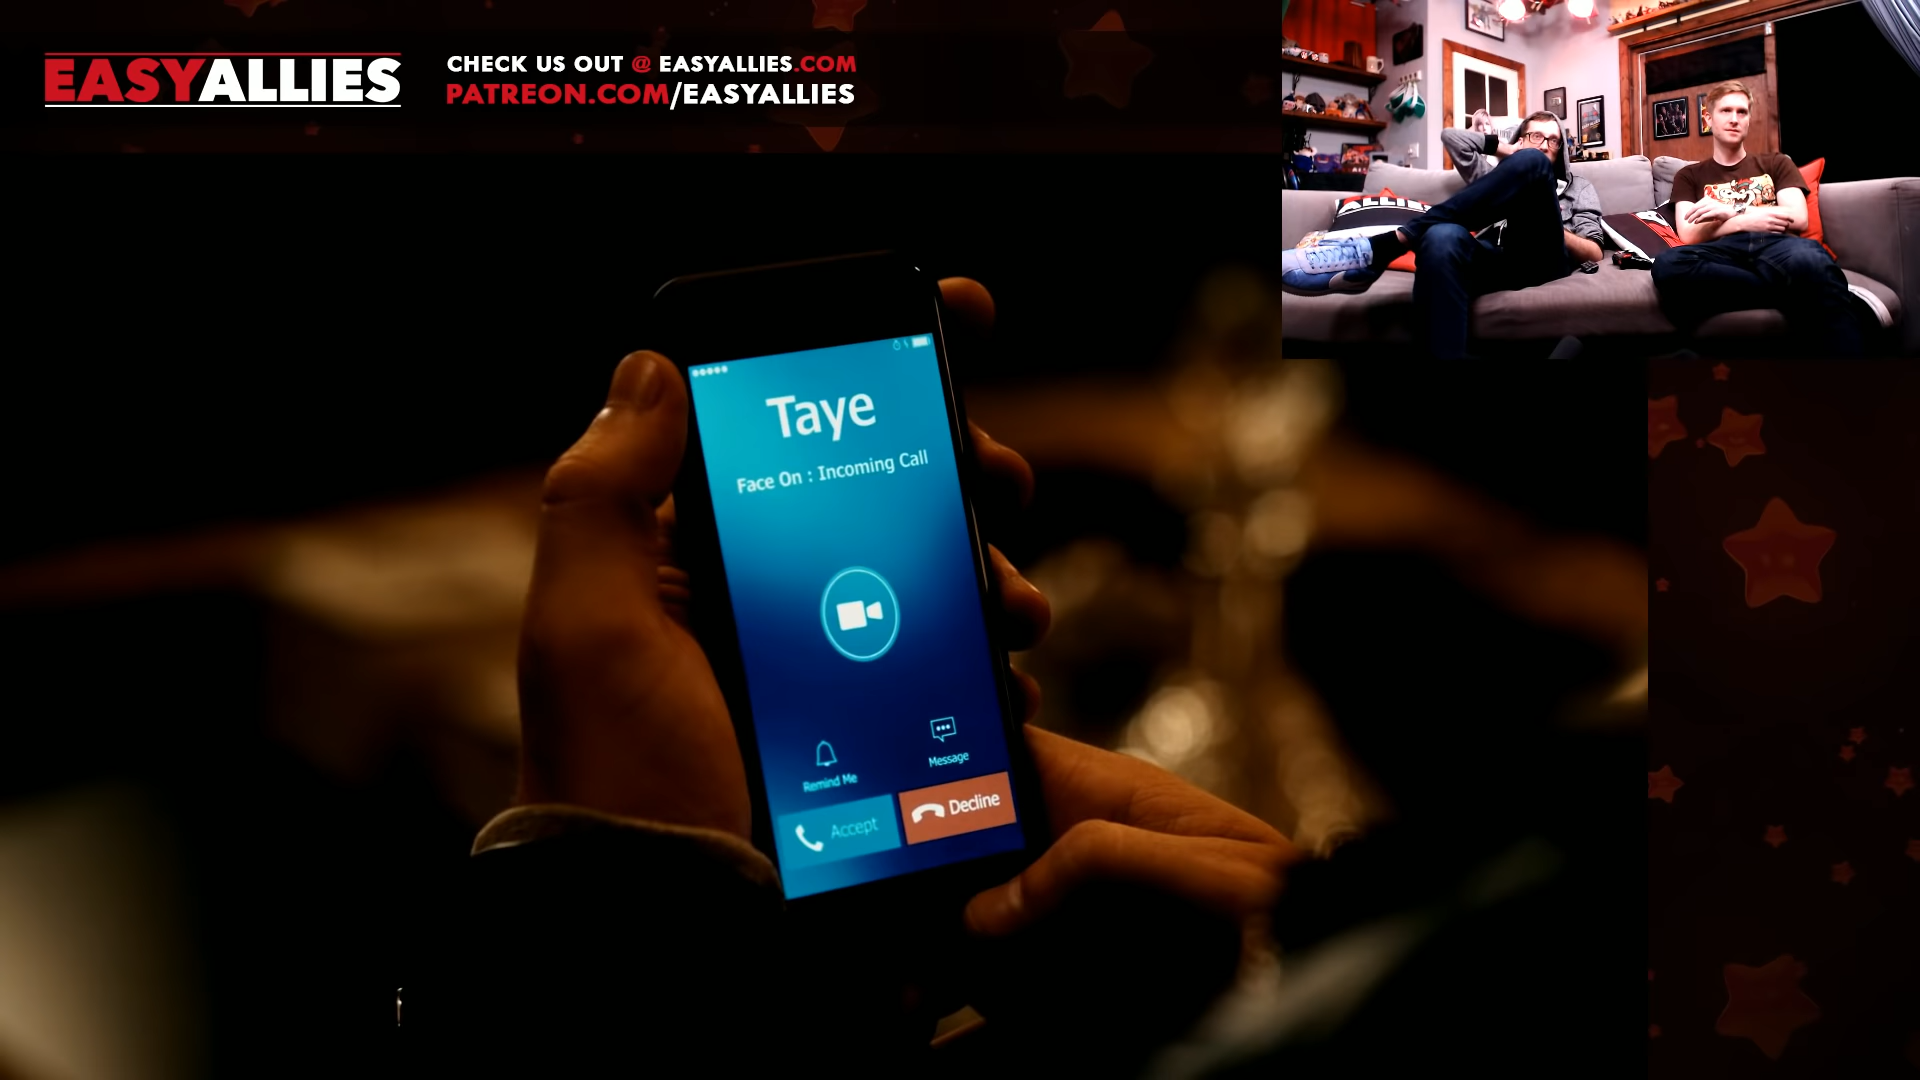 EASYALLIES
CHECK US OUT @ EASYALLIES.COM
PATREON.COM/EASYALLIES
Taye
Face On : Incoming Call
Remind Me
Message
Accept
Decline
ALLIE